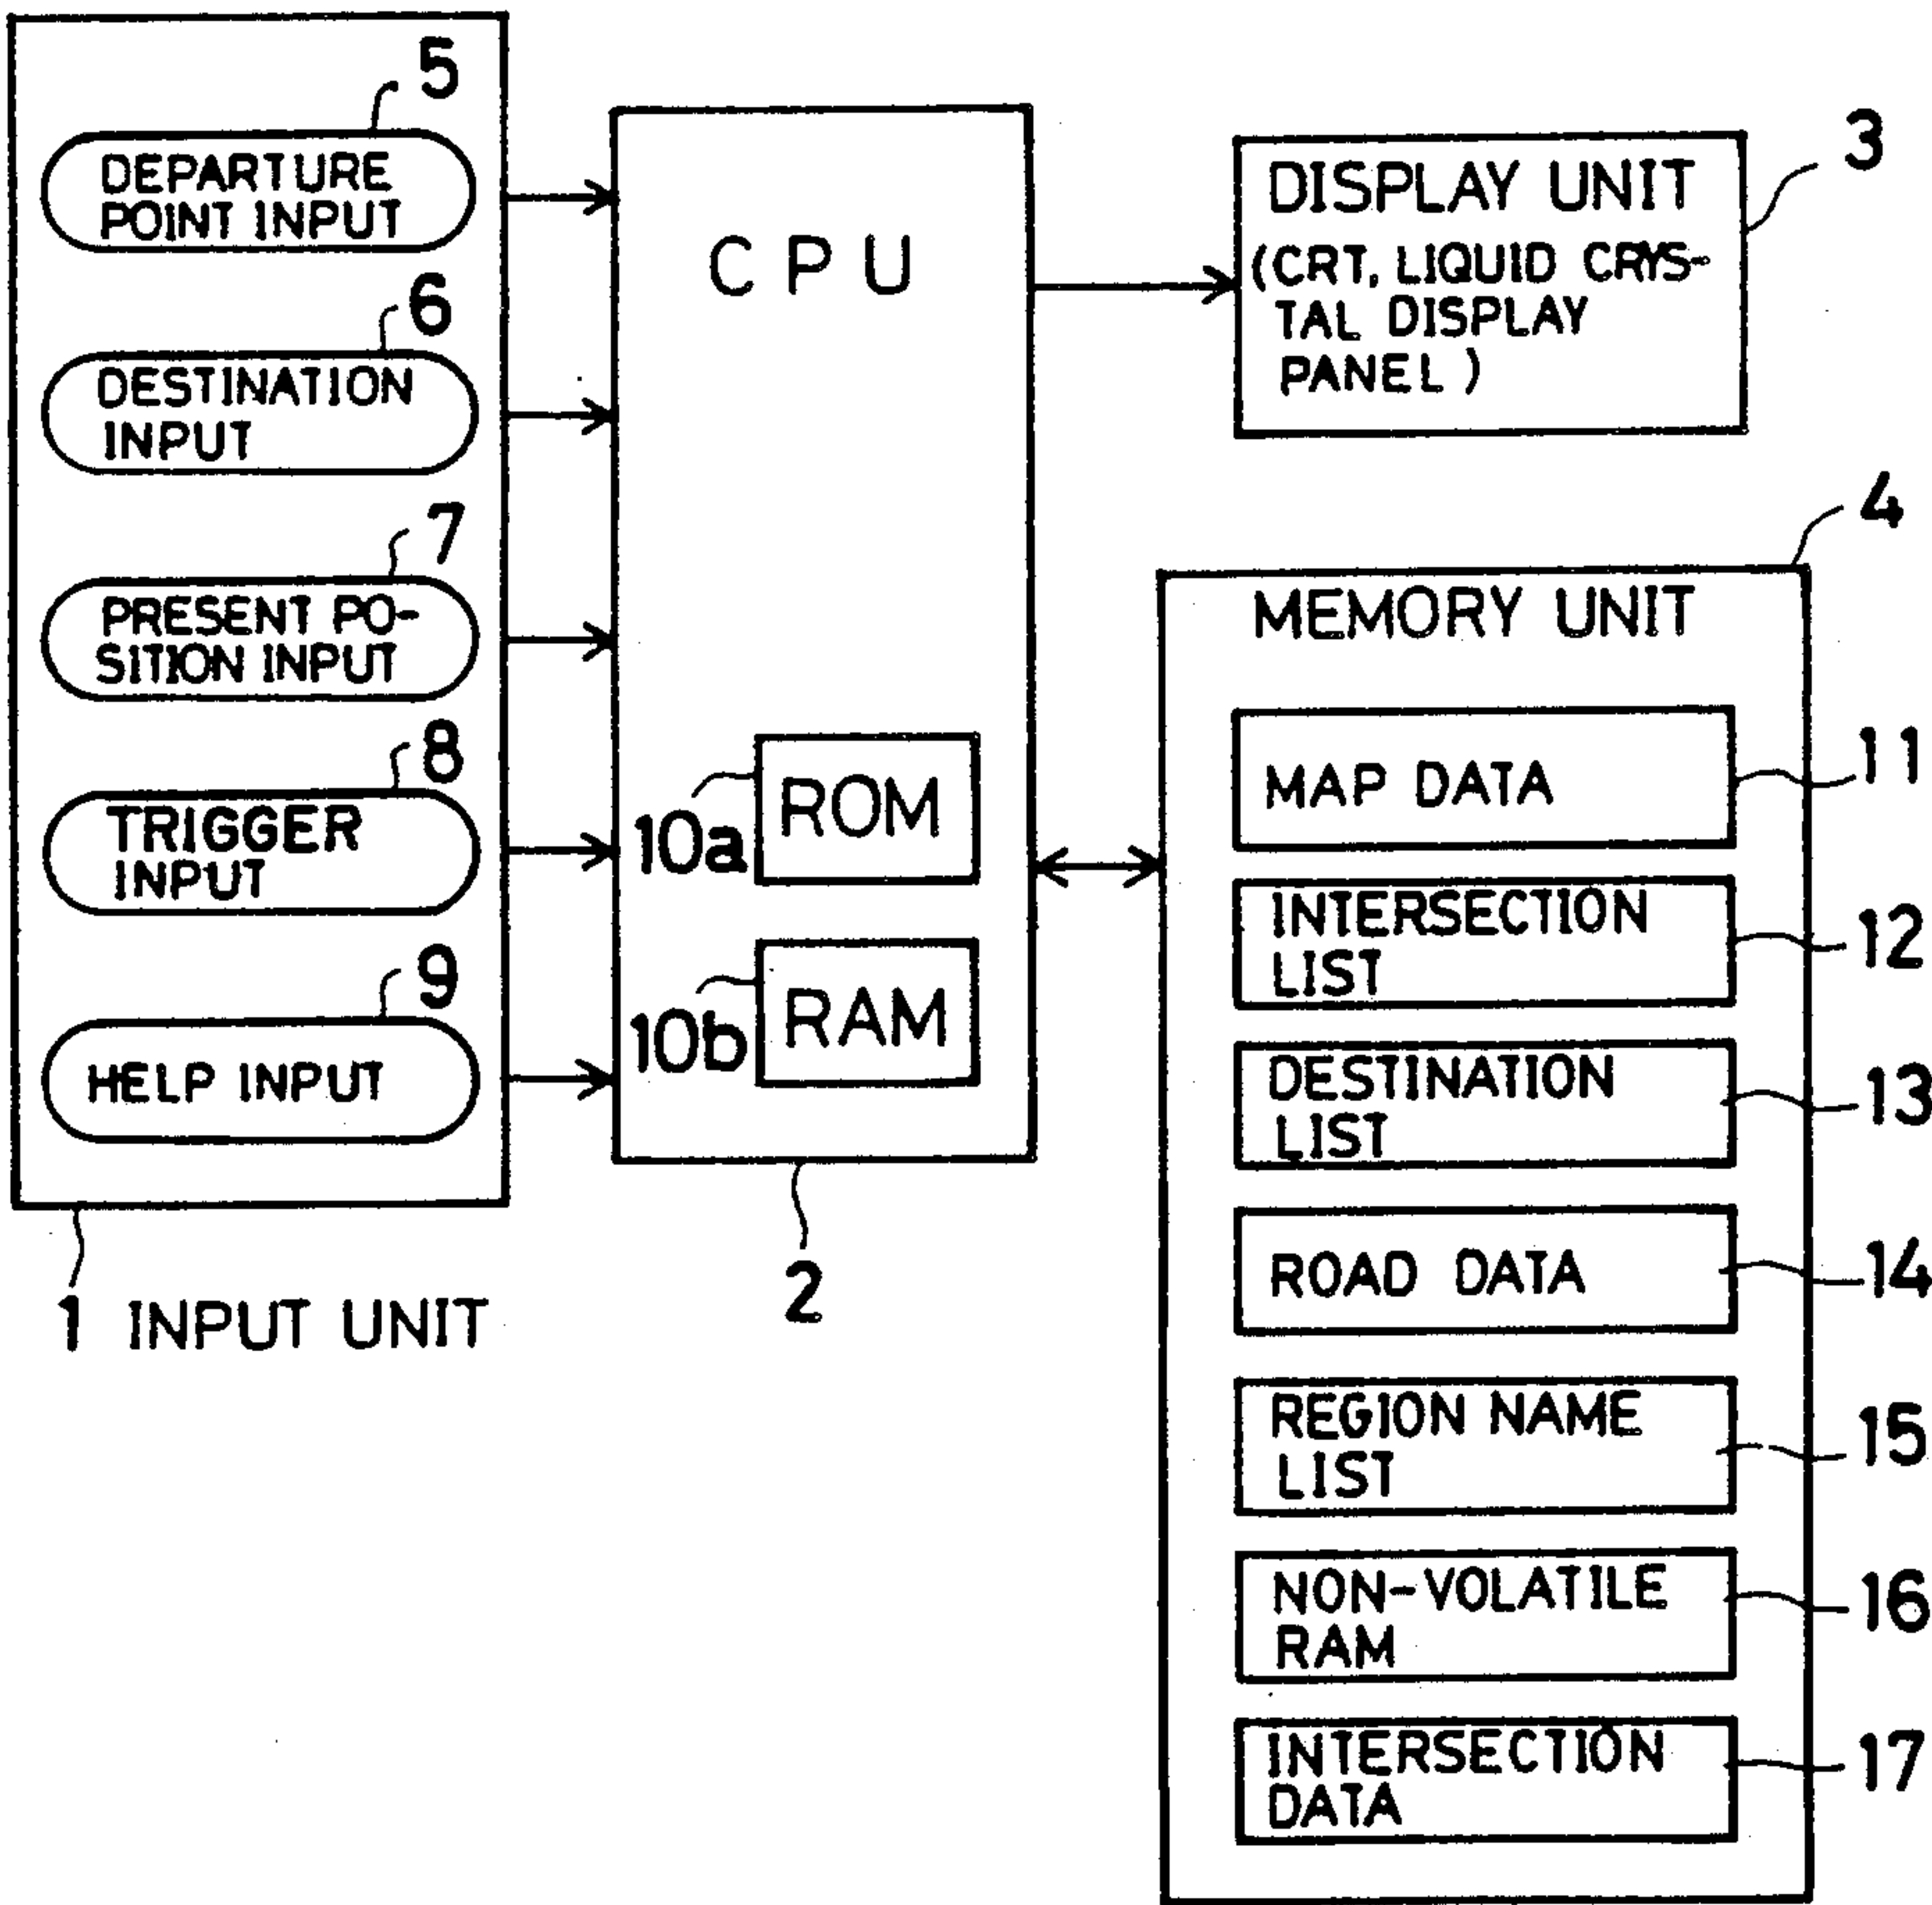 5
DEPARTURE
POINT INPUT
6
DESTINATION
INPUT
7
PRESENT PO-
SITION INPUT
8
TRIGGER
INPUT
9
HELP INPUT
1 INPUT UNIT
CPU
10a
ROM
10b
RAM
2
3
DISPLAY UNIT
(CRT, LIQUID CRYS-
TAL DISPLAY
PANEL)
4
MEMORY UNIT
MAP DATA
11
INTERSECTION
LIST
12
DESTINATION
LIST
13
ROAD DATA
14
REGION NAME
LIST
15
NON-VOLATILE
RAM
16
INTERSECTION
DATA
17